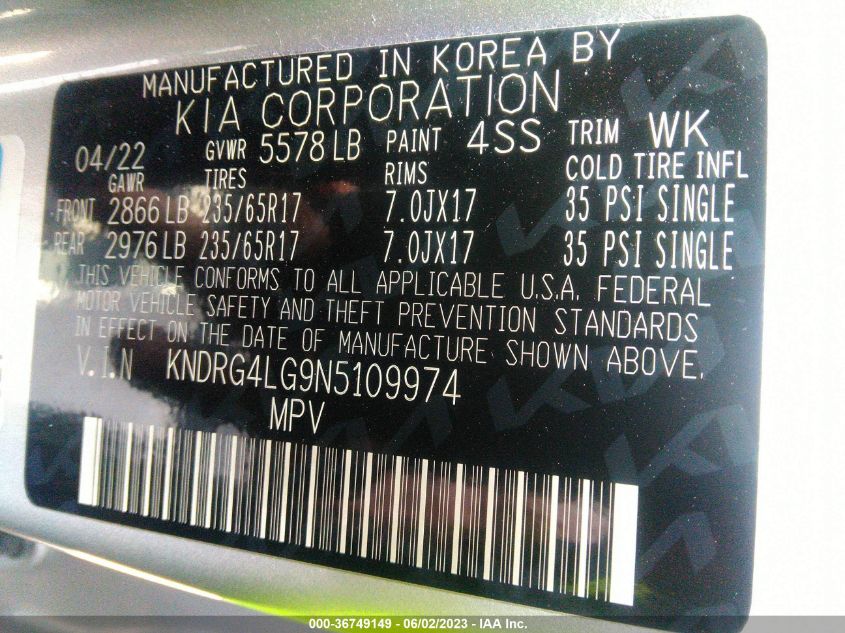 MANUFACTURED IN KOREA BY
KIA CORPORATION
04/22 GVWR 5578 LB PAINT 4SS TRIM WK
GAWR TIRES RIMS COLD TIRE INFL
FRONT 2866 LB 235/65R17 7.0JX17 35 PSI SINGLE
REAR 2976 LB 235/65R17 7.0JX17 35 PSI SINGLE
THIS VEHICLE CONFORMS TO ALL APPLICABLE U.S.A. FEDERAL
MOTOR VEHICLE SAFETY AND THEFT PREVENTION STANDARDS
IN EFFECT ON THE DATE OF MANUFACTURE SHOWN ABOVE.
V.I.N KNDRG4LG9N5109974
MPV
000-36749149 - 06/02/2023 - IAA Inc.